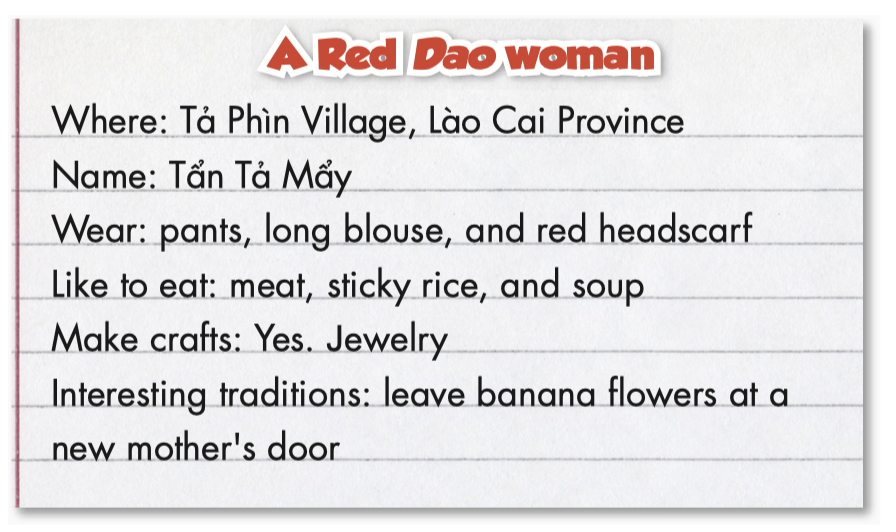 A Red Dao woman
Where: Tả Phìn Village, Lào Cai Province
Name: Tẩn Tả Mẩy
Wear: pants, long blouse, and red headscarf
Like to eat: meat, sticky rice, and soup
Make crafts: Yes. Jewelry
Interesting traditions: leave banana flowers at a
new mother's door